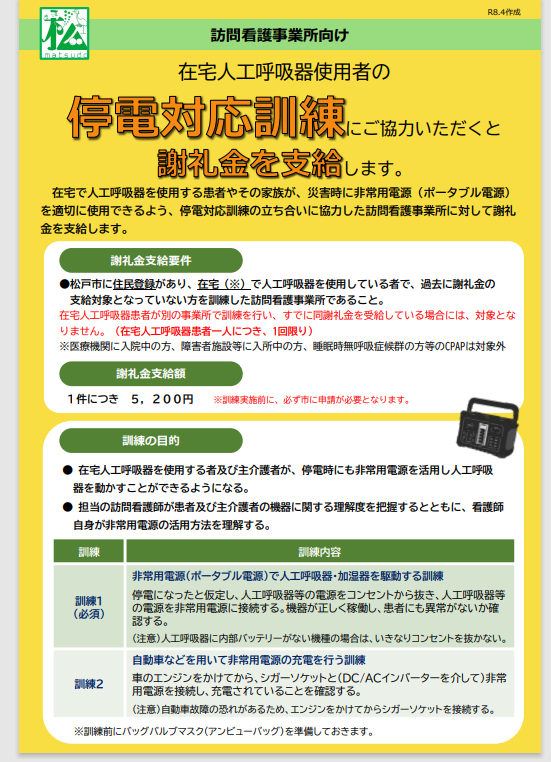 R8.4作成
松
matsudo
訪問看護事業所向け
在宅人工呼吸器使用者の
停電対応訓練にご協力いただくと
謝礼金を支給します。
在宅で人工呼吸器を使用する患者やその家族が、災害時に非常用電源（ポータブル電源）
を適切に使用できるよう、停電対応訓練の立ち合いに協力した訪問看護事業所に対して謝礼
金を支給します。
謝礼金支給要件
●松戸市に住民登録があり、在宅（※）で人工呼吸器を使用している者で、過去に謝礼金の
支給対象となっていない方を訓練した訪問看護事業所であること。
在宅人工呼吸器患者が別の事業所で訓練を行い、すでに同謝礼金を受給している場合には、対象とな
りません。（在宅人工呼吸器患者一人につき、1回限り）
※医療機関に入院中の方、障害者施設等に入所中の方、睡眠時無呼吸症候群の方等のCPAPは対象外
謝礼金支給額
１件につき　５，２００円　※訓練実施前に、必ず市に申請が必要となります。
訓練の目的
● 在宅人工呼吸器を使用する者及び主介護者が、停電時にも非常用電源を活用し人工呼吸
器を動かすことができるようになる。
● 担当の訪問看護師が患者及び主介護者の機器に関する理解度を把握するとともに、看護師
自身が非常用電源の活用方法を理解する。
訓練　訓練内容
訓練1
（必須）
非常用電源（ポータブル電源）で人工呼吸器・加湿器を駆動する訓練
停電になったと仮定し、人工呼吸器等の電源をコンセントから抜き、人工呼吸器等
の電源を非常用電源に接続する。機器が正しく稼働し、患者にも異常がないか確
認する。
（注意）人工呼吸器に内部バッテリーがない機種の場合は、いきなりコンセントを抜かない。
訓練2
自動車などを用いて非常用電源の充電を行う訓練
車のエンジンをかけてから、シガーソケットと（DC/ACインバーターを介して）非常
用電源を接続し、充電されていることを確認する。
（注意）自動車故障の恐れがあるため、エンジンをかけてからシガーソケットを接続する。
※訓練前にバッグバルブマスク（アンビューバッグ）を準備しておきます。